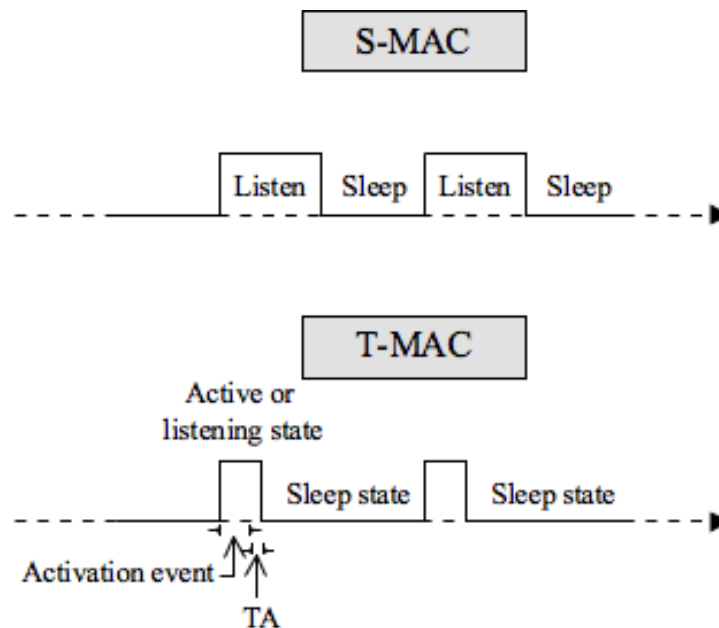 S-MAC
Listen Sleep Listen Sleep
T-MAC
Active or
listening state
Sleep state Sleep state
Activation event
TA